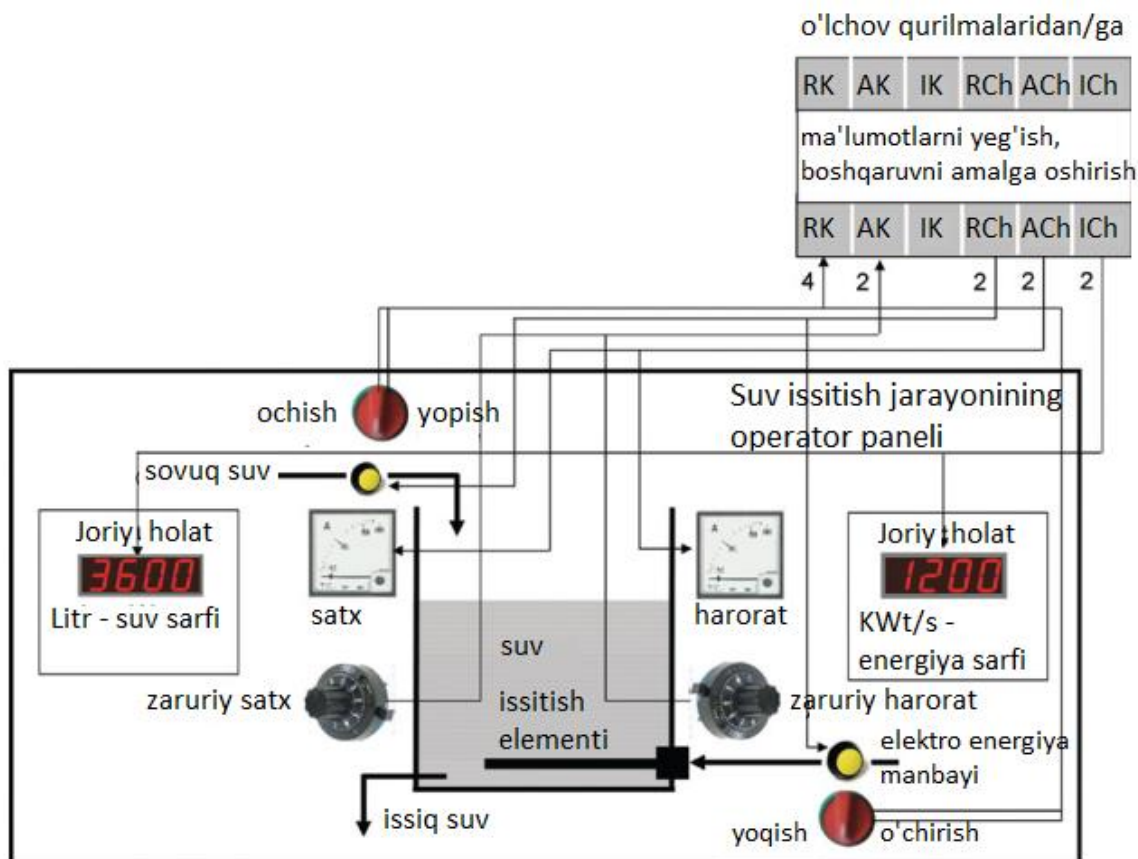 o'lchov qurilmalaridan/ga
RK AK IK RCh ACh ICh
ma'lumotlarni yeg'ish,
boshqaruvni amalga oshirish
RK AK IK RCh ACh ICh
4 2 2 2 2
Suv issitish jarayonining
operator paneli
ochish yopish
sovuq suv
Joriy holat
3600
Litr - suv sarfi
A
satx
A
harorat
Joriy holat
1200
KWt/s -
energiya sarfi
suv
zaruriy satx
issitish
elementi
zaruriy harorat
elektro energiya
manbayi
issiq suv
yoqish o'chirish